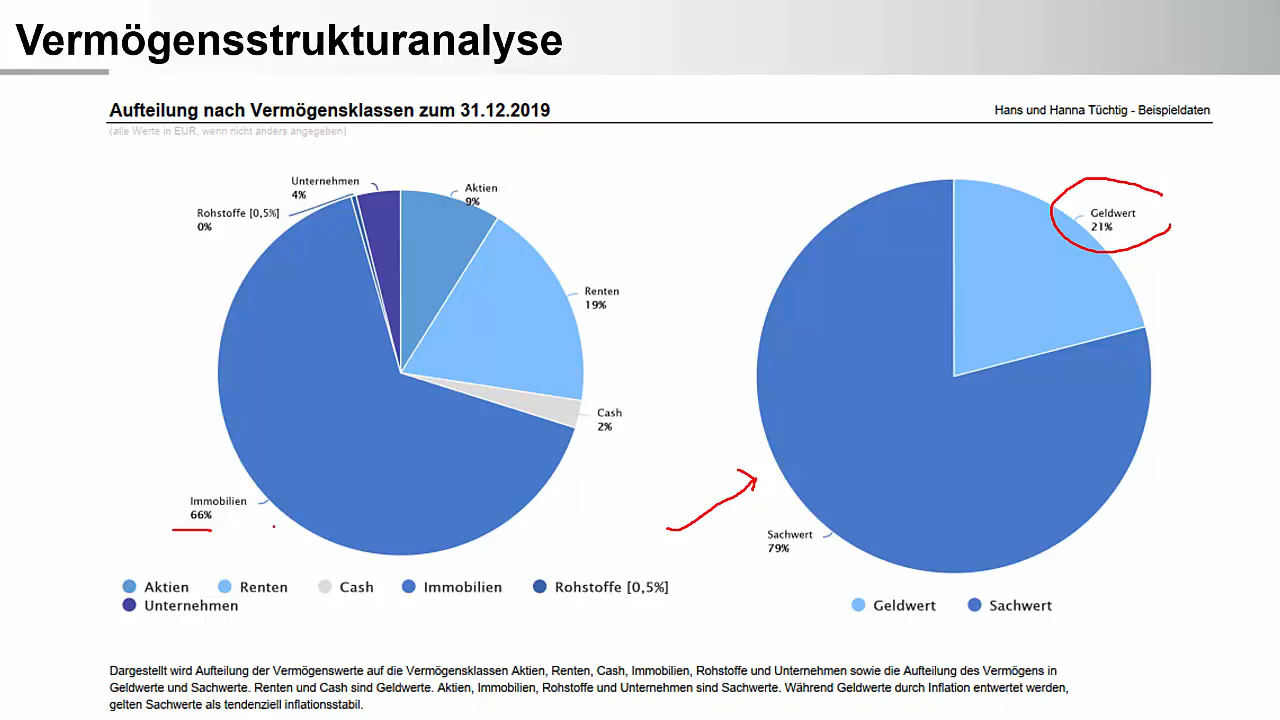 Vermögensstrukturanalyse
Aufteilung nach Vermögensklassen zum 31.12.2019
Hans und Hanna Tüchtig - Beispieldaten
(alle Werte in EUR, wenn nicht anders angegeben)
Unternehmen
4%
Aktien
9%
Rohstoffe [0,5%]
0%
Renten
19%
Cash
2%
Immobilien
66%
Aktien Renten Cash Immobilien Rohstoffe [0,5%]
Unternehmen
Geldwert
21%
Sachwert
79%
Geldwert Sachwert
Dargestellt wird Aufteilung der Vermögenswerte auf die Vermögensklassen Aktien, Renten, Cash, Immobilien, Rohstoffe und Unternehmen sowie die Aufteilung des Vermögens in
Geldwerte und Sachwerte. Renten und Cash sind Geldwerte. Aktien, Immobilien, Rohstoffe und Unternehmen sind Sachwerte. Während Geldwerte durch Inflation entwertet werden,
gelten Sachwerte als tendenziell inflationsstabil.